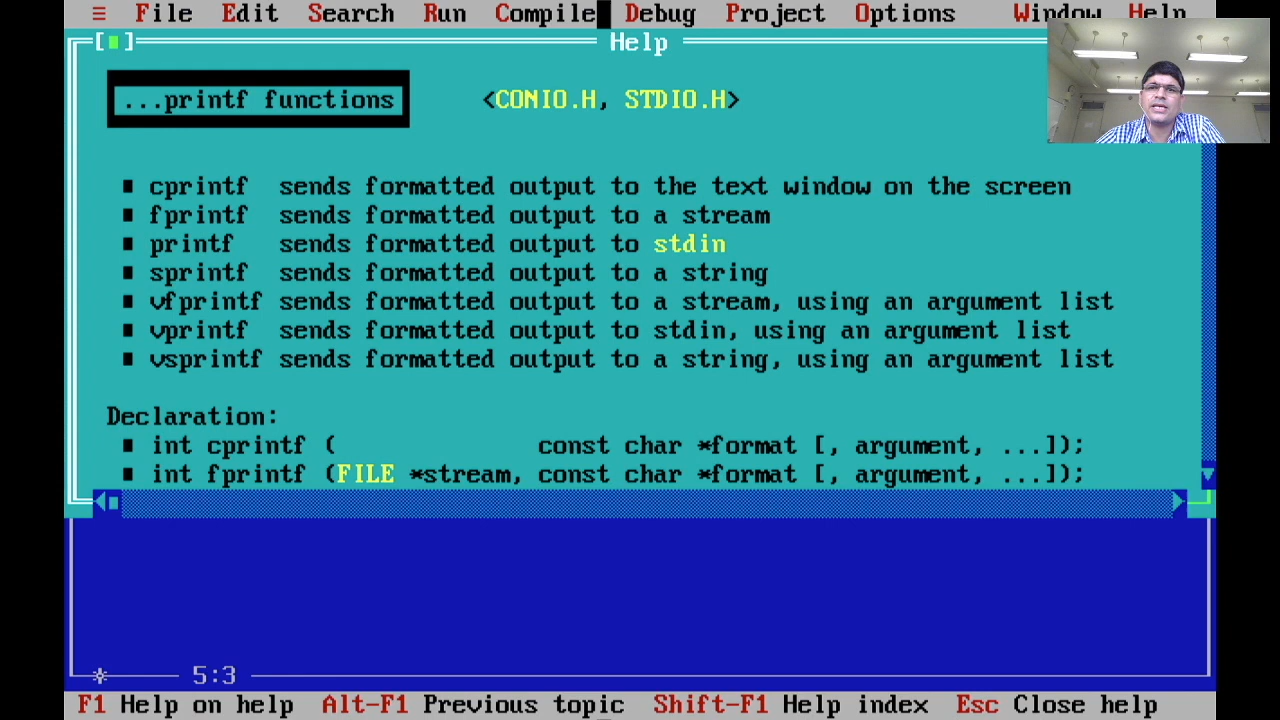 ≡ File Edit Search Run Compile Debug Project Options Window Help
[■] Help
...printf functions <CONIO.H, STDIO.H>
■ cprintf sends formatted output to the text window on the screen
■ fprintf sends formatted output to a stream
■ printf sends formatted output to stdin
■ sprintf sends formatted output to a string
■ vfprintf sends formatted output to a stream, using an argument list
■ vprintf sends formatted output to stdin, using an argument list
■ vsprintf sends formatted output to a string, using an argument list
Declaration:
■ int cprintf ( const char *format [, argument, ...]);
■ int fprintf (FILE *stream, const char *format [, argument, ...]);
5:3
F1 Help on help Alt-F1 Previous topic Shift-F1 Help index Esc Close help